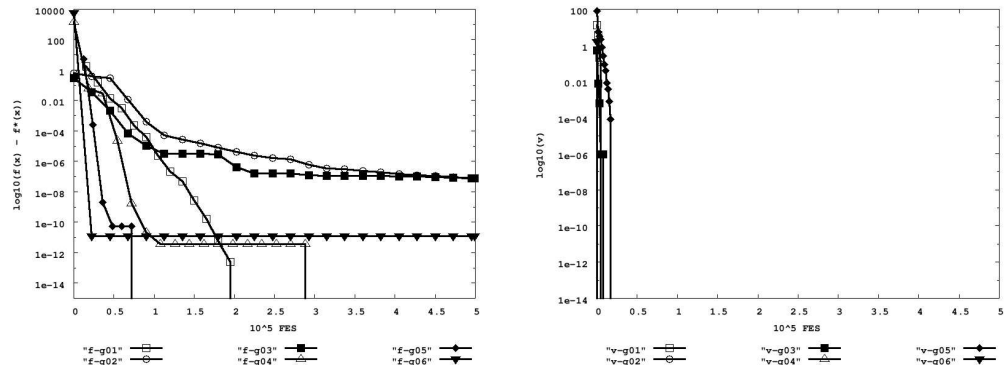 10000
100
1
0.01
1e-04
1e-06
1e-08
1e-10
1e-12
1e-14
log10(f(x) - f*(x))
0 0.5 1 1.5 2 2.5 3 3.5 4 4.5 5
10^5 FES
"f-g01" "f-g03" "f-g05"
"f-g02" "f-g04" "f-g06"
100
1
0.01
1e-04
1e-06
1e-08
1e-10
1e-12
1e-14
log10(v)
0 0.5 1 1.5 2 2.5 3 3.5 4 4.5 5
10^5 FES
"v-g01" "v-g03" "v-g05"
"v-g02" "v-g04" "v-g06"